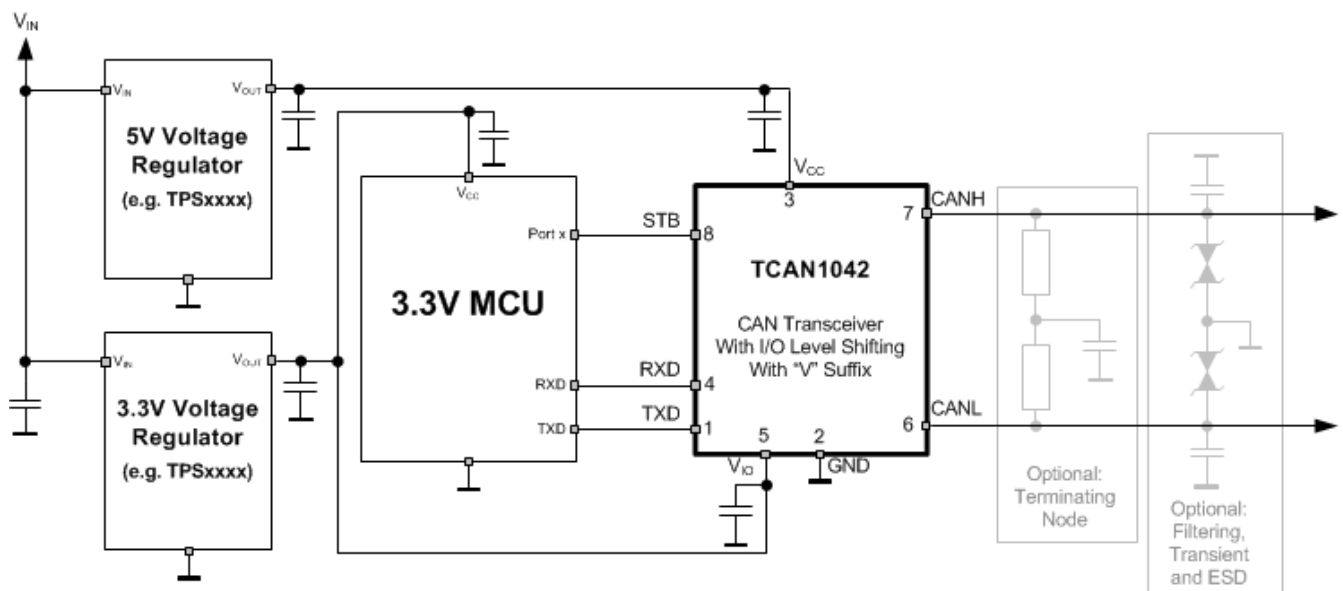 VIN
VIN
VOUT
5V Voltage
Regulator
(e.g. TPSxxxx)
VIN
VOUT
3.3V Voltage
Regulator
(e.g. TPSxxxx)
VCC
Port x
3.3V MCU
RXD
TXD
STB
RXD
TXD
VCC
3
8
7
TCAN1042
CAN Transceiver
With I/O Level Shifting
With "V" Suffix
4
1
5
2
6
VIO
GND
CANH
CANL
Optional:
Terminating
Node
Optional:
Filtering,
Transient
and ESD